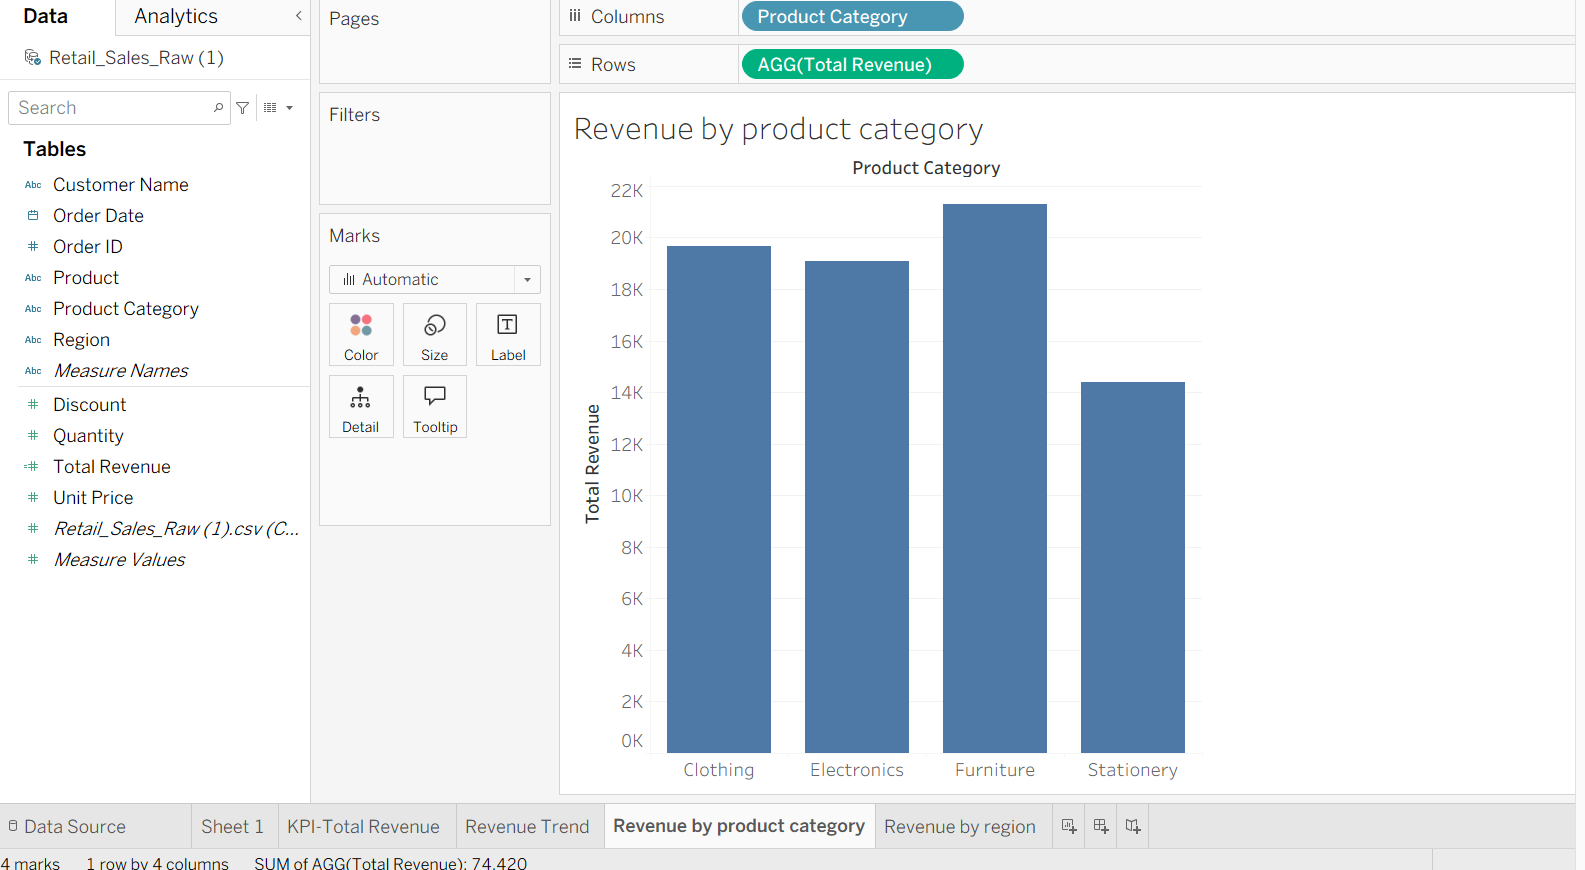 Data
Analytics
Retail_Sales_Raw (1)
Search
Tables
Abc Customer Name
Order Date
Order ID
Abc Product
Abc Product Category
Abc Region
Abc Measure Names
Discount
Quantity
Total Revenue
Unit Price
Retail_Sales_Raw (1).csv (C...
Measure Values
Pages
Filters
Marks
Automatic
Color Size Label
Detail Tooltip
Columns Product Category
Rows AGG(Total Revenue)
Revenue by product category
Product Category
22K
20K
18K
16K
14K
12K
10K
8K
6K
4K
2K
0K
Total Revenue
Clothing Electronics Furniture Stationery
Data Source Sheet 1 KPI-Total Revenue Revenue Trend Revenue by product category Revenue by region
4 marks 1 row by 4 columns SUM of AGG(Total Revenue): 74,420